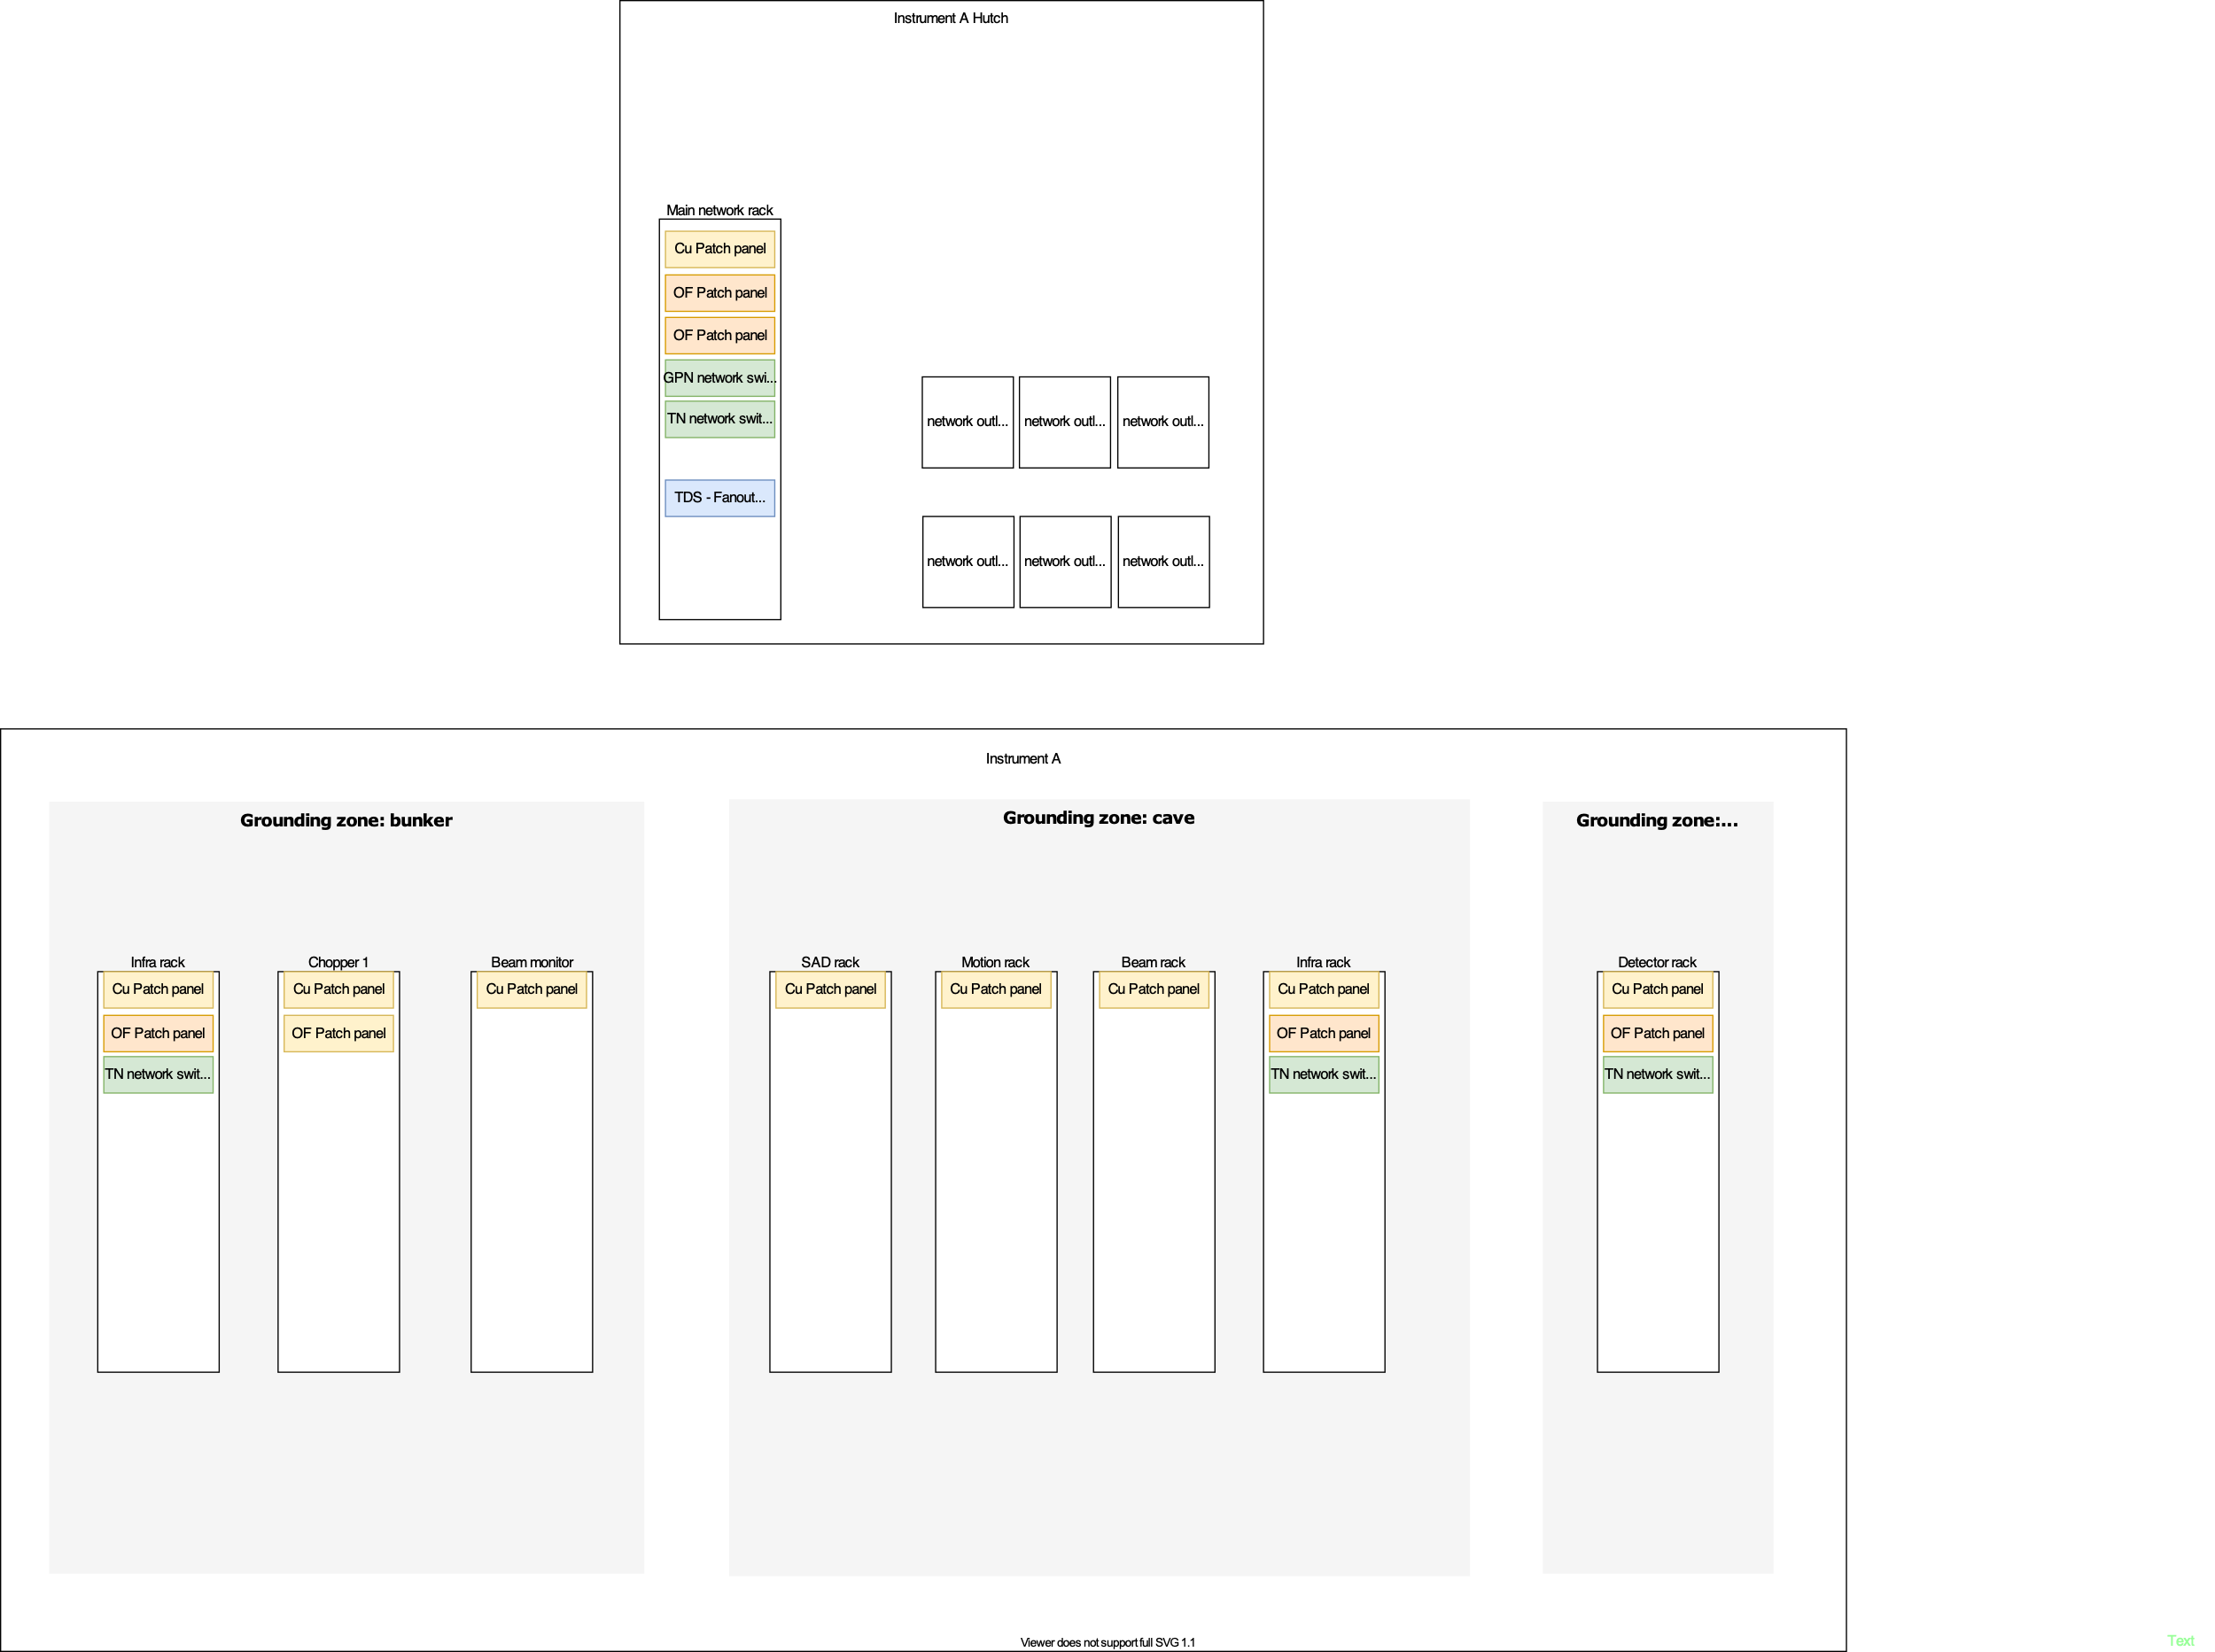 Instrument A Hutch
Main network rack
Cu Patch panel
OF Patch panel
OF Patch panel
GPN network swi...
TN network swit...
TDS - Fanout...
network outl... network outl... network outl...
network outl... network outl... network outl...
Instrument A
Grounding zone: bunker
Infra rack
Cu Patch panel
OF Patch panel
TN network swit...
Chopper 1
Cu Patch panel
OF Patch panel
Beam monitor
Cu Patch panel
Grounding zone: cave
SAD rack
Cu Patch panel
Motion rack
Cu Patch panel
Beam rack
Cu Patch panel
Infra rack
Cu Patch panel
OF Patch panel
TN network swit...
Grounding zone:...
Detector rack
Cu Patch panel
OF Patch panel
TN network swit...
Viewer does not support full SVG 1.1
Text